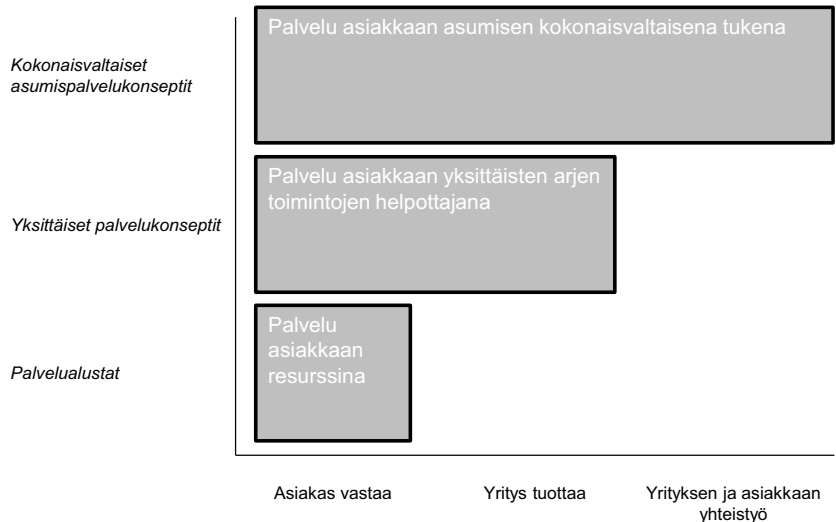 Kokonaisvaltaiset
asumispalvelukonseptit
Palvelu asiakkaan asumisen kokonaisvaltaisena tukena
Yksittäiset palvelukonseptit
Palvelu asiakkaan yksittäisten arjen
toimintojen helpottajana
Palvelualustat
Palvelu
asiakkaan
resurssina
Asiakas vastaa
Yritys tuottaa
Yrityksen ja asiakkaan
yhteistyö